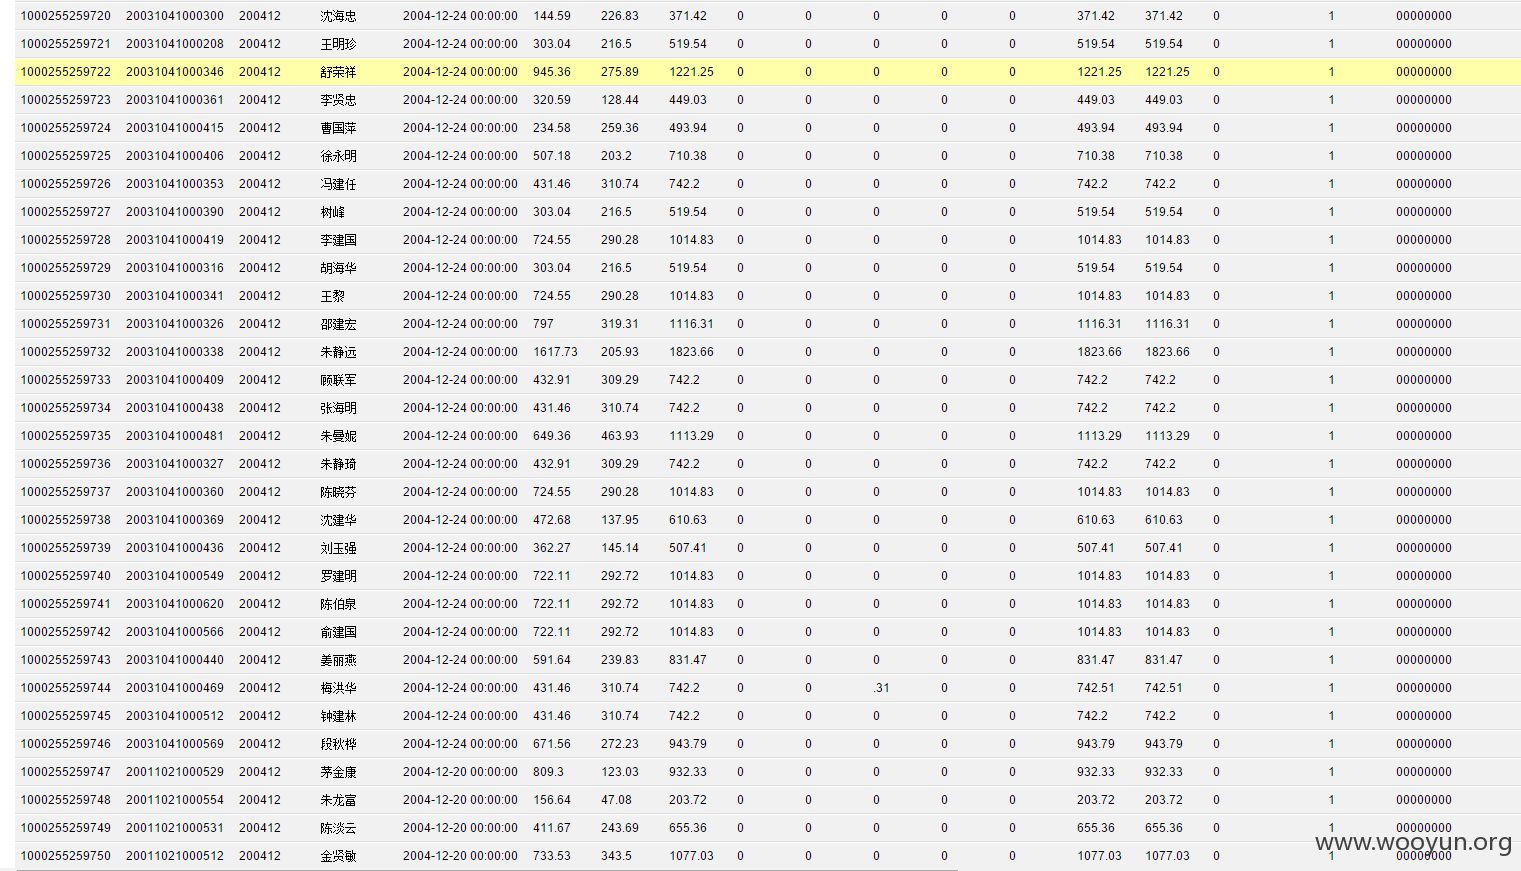 1000255259720 20031041000300 200412 沈海忠 2004-12-24 00:00:00 144.59 226.83 371.42 0 0 0 0 0 371.42 371.42 0 1 00000000
1000255259721 20031041000208 200412 王明珍 2004-12-24 00:00:00 303.04 216.5 519.54 0 0 0 0 0 519.54 519.54 0 1 00000000
1000255259722 20031041000346 200412 舒荣祥 2004-12-24 00:00:00 945.36 275.89 1221.25 0 0 0 0 0 1221.25 1221.25 0 1 00000000
1000255259723 20031041000361 200412 李贤忠 2004-12-24 00:00:00 320.59 128.44 449.03 0 0 0 0 0 449.03 449.03 0 1 00000000
1000255259724 20031041000415 200412 曹国萍 2004-12-24 00:00:00 234.58 259.36 493.94 0 0 0 0 0 493.94 493.94 0 1 00000000
1000255259725 20031041000406 200412 徐永明 2004-12-24 00:00:00 507.18 203.2 710.38 0 0 0 0 0 710.38 710.38 0 1 00000000
1000255259726 20031041000353 200412 冯建任 2004-12-24 00:00:00 431.46 310.74 742.2 0 0 0 0 0 742.2 742.2 0 1 00000000
1000255259727 20031041000390 200412 树峰 2004-12-24 00:00:00 303.04 216.5 519.54 0 0 0 0 0 519.54 519.54 0 1 00000000
1000255259728 20031041000419 200412 李建国 2004-12-24 00:00:00 724.55 290.28 1014.83 0 0 0 0 0 1014.83 1014.83 0 1 00000000
1000255259729 20031041000316 200412 胡海华 2004-12-24 00:00:00 303.04 216.5 519.54 0 0 0 0 0 519.54 519.54 0 1 00000000
1000255259730 20031041000341 200412 王黎 2004-12-24 00:00:00 724.55 290.28 1014.83 0 0 0 0 0 1014.83 1014.83 0 1 00000000
1000255259731 20031041000326 200412 邵建宏 2004-12-24 00:00:00 797 319.31 1116.31 0 0 0 0 0 1116.31 1116.31 0 1 00000000
1000255259732 20031041000338 200412 朱静远 2004-12-24 00:00:00 1617.73 205.93 1823.66 0 0 0 0 0 1823.66 1823.66 0 1 00000000
1000255259733 20031041000409 200412 顾联军 2004-12-24 00:00:00 432.91 309.29 742.2 0 0 0 0 0 742.2 742.2 0 1 00000000
1000255259734 20031041000438 200412 张海明 2004-12-24 00:00:00 431.46 310.74 742.2 0 0 0 0 0 742.2 742.2 0 1 00000000
1000255259735 20031041000481 200412 朱曼妮 2004-12-24 00:00:00 649.36 463.93 1113.29 0 0 0 0 0 1113.29 1113.29 0 1 00000000
1000255259736 20031041000327 200412 朱静琦 2004-12-24 00:00:00 432.91 309.29 742.2 0 0 0 0 0 742.2 742.2 0 1 00000000
1000255259737 20031041000360 200412 陈晓芬 2004-12-24 00:00:00 724.55 290.28 1014.83 0 0 0 0 0 1014.83 1014.83 0 1 00000000
1000255259738 20031041000369 200412 沈建华 2004-12-24 00:00:00 472.68 137.95 610.63 0 0 0 0 0 610.63 610.63 0 1 00000000
1000255259739 20031041000436 200412 刘玉强 2004-12-24 00:00:00 362.27 145.14 507.41 0 0 0 0 0 507.41 507.41 0 1 00000000
1000255259740 20031041000549 200412 罗建明 2004-12-24 00:00:00 722.11 292.72 1014.83 0 0 0 0 0 1014.83 1014.83 0 1 00000000
1000255259741 20031041000620 200412 陈伯泉 2004-12-24 00:00:00 722.11 292.72 1014.83 0 0 0 0 0 1014.83 1014.83 0 1 00000000
1000255259742 20031041000566 200412 俞建国 2004-12-24 00:00:00 722.11 292.72 1014.83 0 0 0 0 0 1014.83 1014.83 0 1 00000000
1000255259743 20031041000440 200412 姜丽燕 2004-12-24 00:00:00 591.64 239.83 831.47 0 0 0 0 0 831.47 831.47 0 1 00000000
1000255259744 20031041000469 200412 梅洪华 2004-12-24 00:00:00 431.46 310.74 742.2 0 0 .31 0 0 742.51 742.51 0 1 00000000
1000255259745 20031041000512 200412 钟建林 2004-12-24 00:00:00 431.46 310.74 742.2 0 0 0 0 0 742.2 742.2 0 1 00000000
1000255259746 20031041000569 200412 段秋桦 2004-12-24 00:00:00 671.56 272.23 943.79 0 0 0 0 0 943.79 943.79 0 1 00000000
1000255259747 20011021000529 200412 茅金康 2004-12-20 00:00:00 809.3 123.03 932.33 0 0 0 0 0 932.33 932.33 0 1 00000000
1000255259748 20011021000554 200412 朱龙富 2004-12-20 00:00:00 156.64 47.08 203.72 0 0 0 0 0 203.72 203.72 0 1 00000000
1000255259749 20011021000531 200412 陈淡云 2004-12-20 00:00:00 411.67 243.69 655.36 0 0 0 0 0 655.36 655.36 0 1 00000000
www.wooyun.org
1000255259750 20011021000512 200412 金贤敏 2004-12-20 00:00:00 733.53 343.5 1077.03 0 0 0 0 0 1077.03 1077.03 0 1 00000000